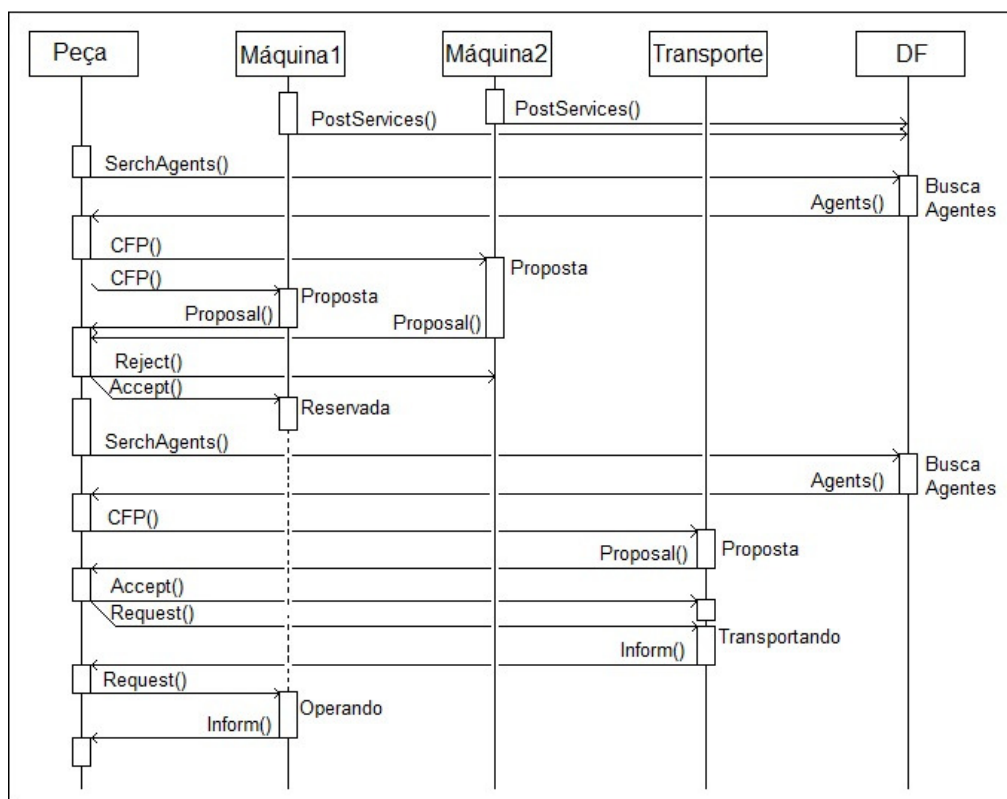 Peça
Máquina1
Máquina2
Transporte
DF
PostServices()
PostServices()
SerchAgents()
Busca
Agentes
Agents()
CFP()
Proposta
CFP()
Proposta
Proposal()
Proposal()
Reject()
Accept()
Reservada
SerchAgents()
Busca
Agentes
Agents()
CFP()
Proposta
Proposal()
Accept()
Request()
Transportando
Inform()
Request()
Operando
Inform()